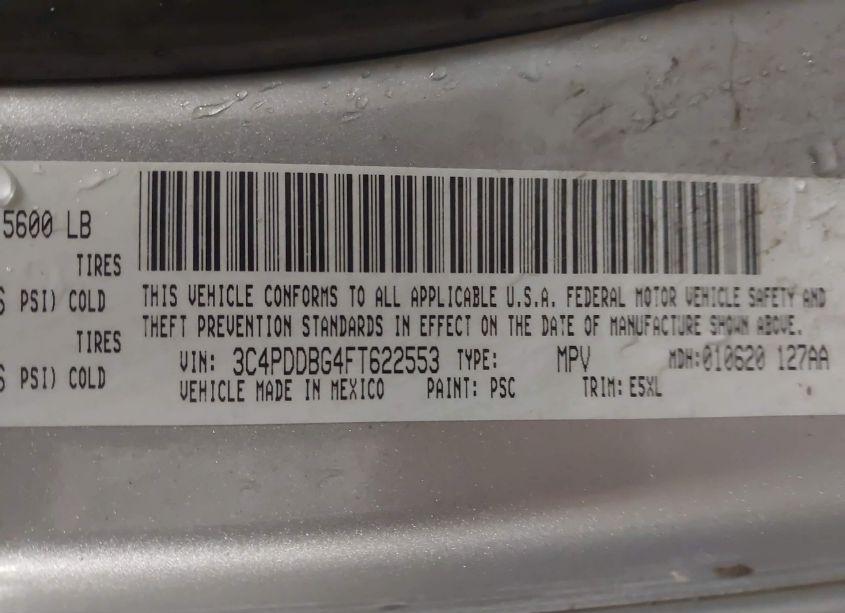 5600 LB
TIRES
PSI) COLD
TIRES
PSI) COLD
THIS VEHICLE CONFORMS TO ALL APPLICABLE U.S.A. FEDERAL MOTOR VEHICLE SAFETY AND
THEFT PREVENTION STANDARDS IN EFFECT ON THE DATE OF MANUFACTURE SHOWN ABOVE.
VIN: 3C4PDDBG4FT622553 TYPE: MPV MDH:010620 127AA
VEHICLE MADE IN MEXICO PAINT: PSC TRIM: E5XL